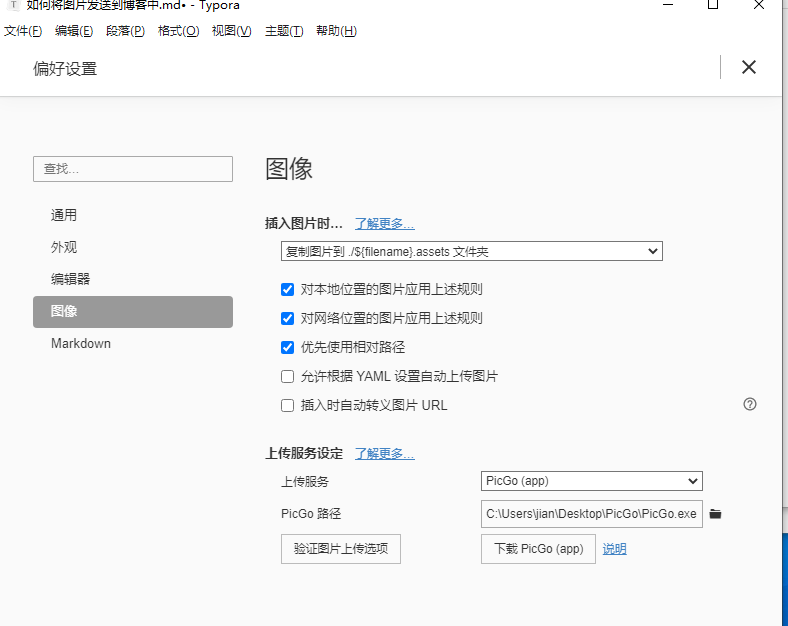 T 如何将图片发送到博客中.md• - Typora
文件(F) 编辑(E) 段落(P) 格式(O) 视图(V) 主题(T) 帮助(H)
偏好设置
查找...
通用
外观
编辑器
图像
Markdown
图像
插入图片时... 了解更多...
复制图片到 ./${filename}.assets 文件夹
对本地位置的图片应用上述规则
对网络位置的图片应用上述规则
优先使用相对路径
允许根据 YAML 设置自动上传图片
插入时自动转义图片 URL
上传服务设定 了解更多...
上传服务 PicGo (app)
PicGo 路径 C:\Users\jian\Desktop\PicGo\PicGo.exe
验证图片上传选项 下载 PicGo (app) 说明